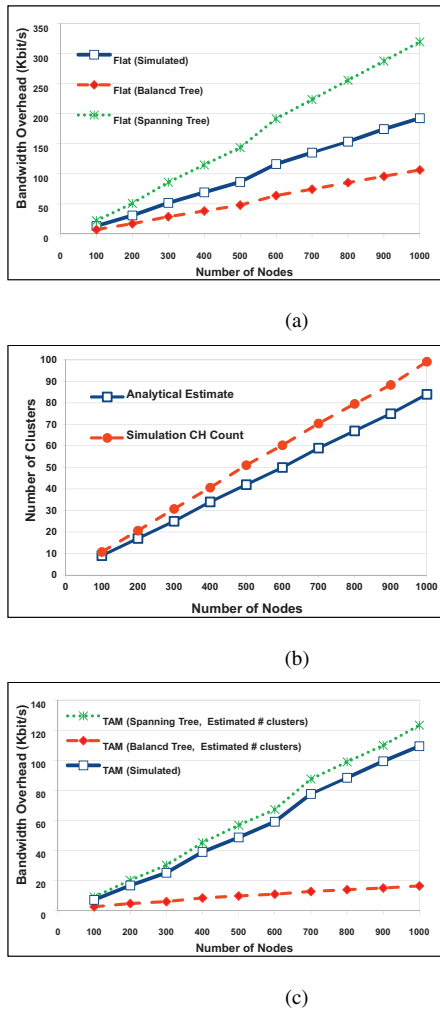 Bandwidth Overhead (Kbit/s)
350
300
250
200
150
100
50
0
Flat (Simulated)
Flat (Balancd Tree)
Flat (Spanning Tree)
0 100 200 300 400 500 600 700 800 900 1000
Number of Nodes
(a)
Number of Clusters
100
90
80
70
60
50
40
30
20
10
0
Analytical Estimate
Simulation CH Count
0 100 200 300 400 500 600 700 800 900 1000
Number of Nodes
(b)
Bandwidth Overhead (Kbit/s)
140
120
100
80
60
40
20
0
TAM (Spanning Tree, Estimated # clusters)
TAM (Balancd Tree, Estimated # clusters)
TAM (Simulated)
0 100 200 300 400 500 600 700 800 900 1000
Number of Nodes
(c)